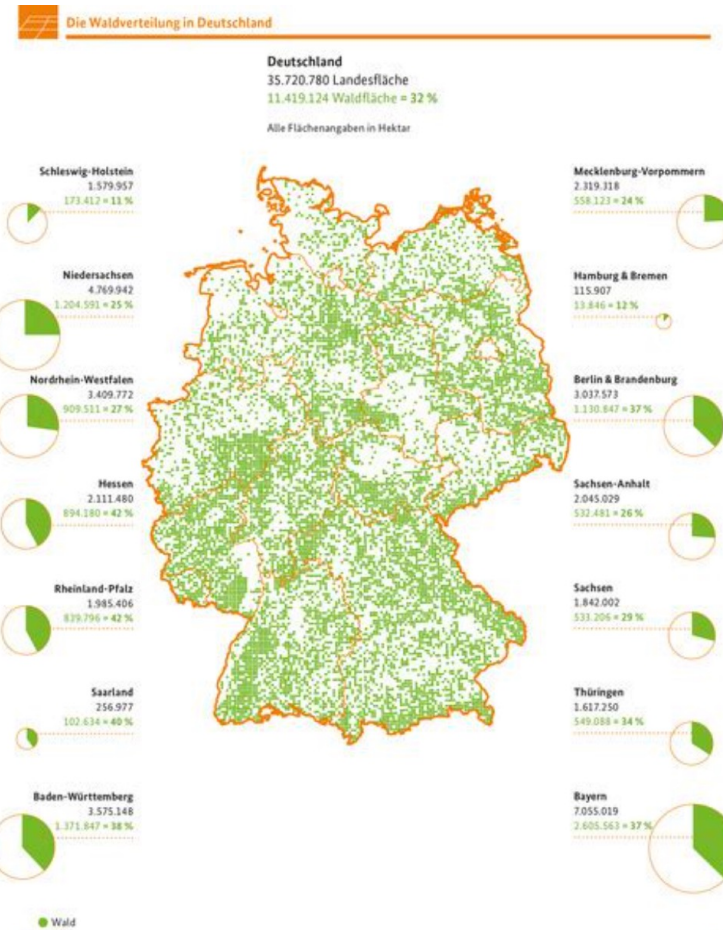 Die Waldverteilung in Deutschland
Deutschland
35.720.780 Landesfläche
11.419.124 Waldfläche = 32 %
Alle Flächenangaben in Hektar
Schleswig-Holstein
1.579.957
173.412 = 11 %
Niedersachsen
4.769.942
1.204.591 = 25 %
Nordrhein-Westfalen
3.409.772
909.511 = 27 %
Hessen
2.111.480
894.180 = 42 %
Rheinland-Pfalz
1.985.406
839.796 = 42 %
Saarland
256.977
102.634 = 40 %
Baden-Württemberg
3.575.148
1.371.847 = 38 %
Mecklenburg-Vorpommern
2.319.318
558.123 = 24 %
Hamburg & Bremen
115.907
13.846 = 12 %
Berlin & Brandenburg
3.037.573
1.130.847 = 37 %
Sachsen-Anhalt
2.045.029
532.481 = 26 %
Sachsen
1.842.002
533.206 = 29 %
Thüringen
1.617.250
549.088 = 34 %
Bayern
7.055.019
2.605.563 = 37 %
Wald